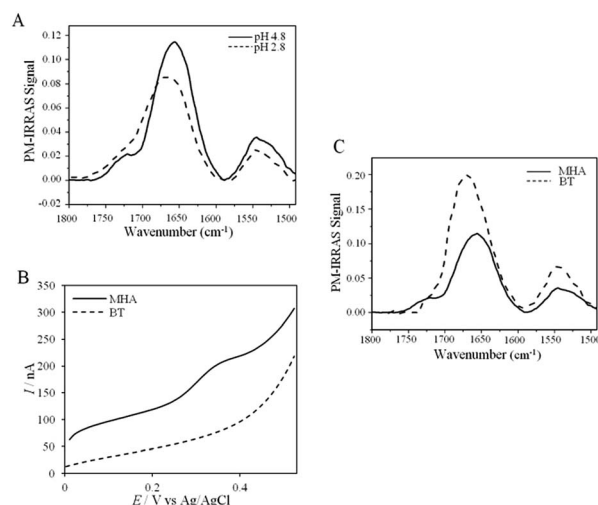 A
PM-IRRAS Signal
0.12
0.10
0.08
0.06
0.04
0.02
0.00
-0.02
pH 4.8
pH 2.8
1800 1750 1700 1650 1600 1550 1500
Wavenumber (cm-1)
B
I / nA
350
300
250
200
150
100
50
0
MHA
BT
0 0.2 0.4
E / V vs Ag/AgCl
C
PM-IRRAS Signal
0.20
0.15
0.10
0.05
0.00
MHA
BT
1800 1750 1700 1650 1600 1550 1500
Wavenumber (cm-1)